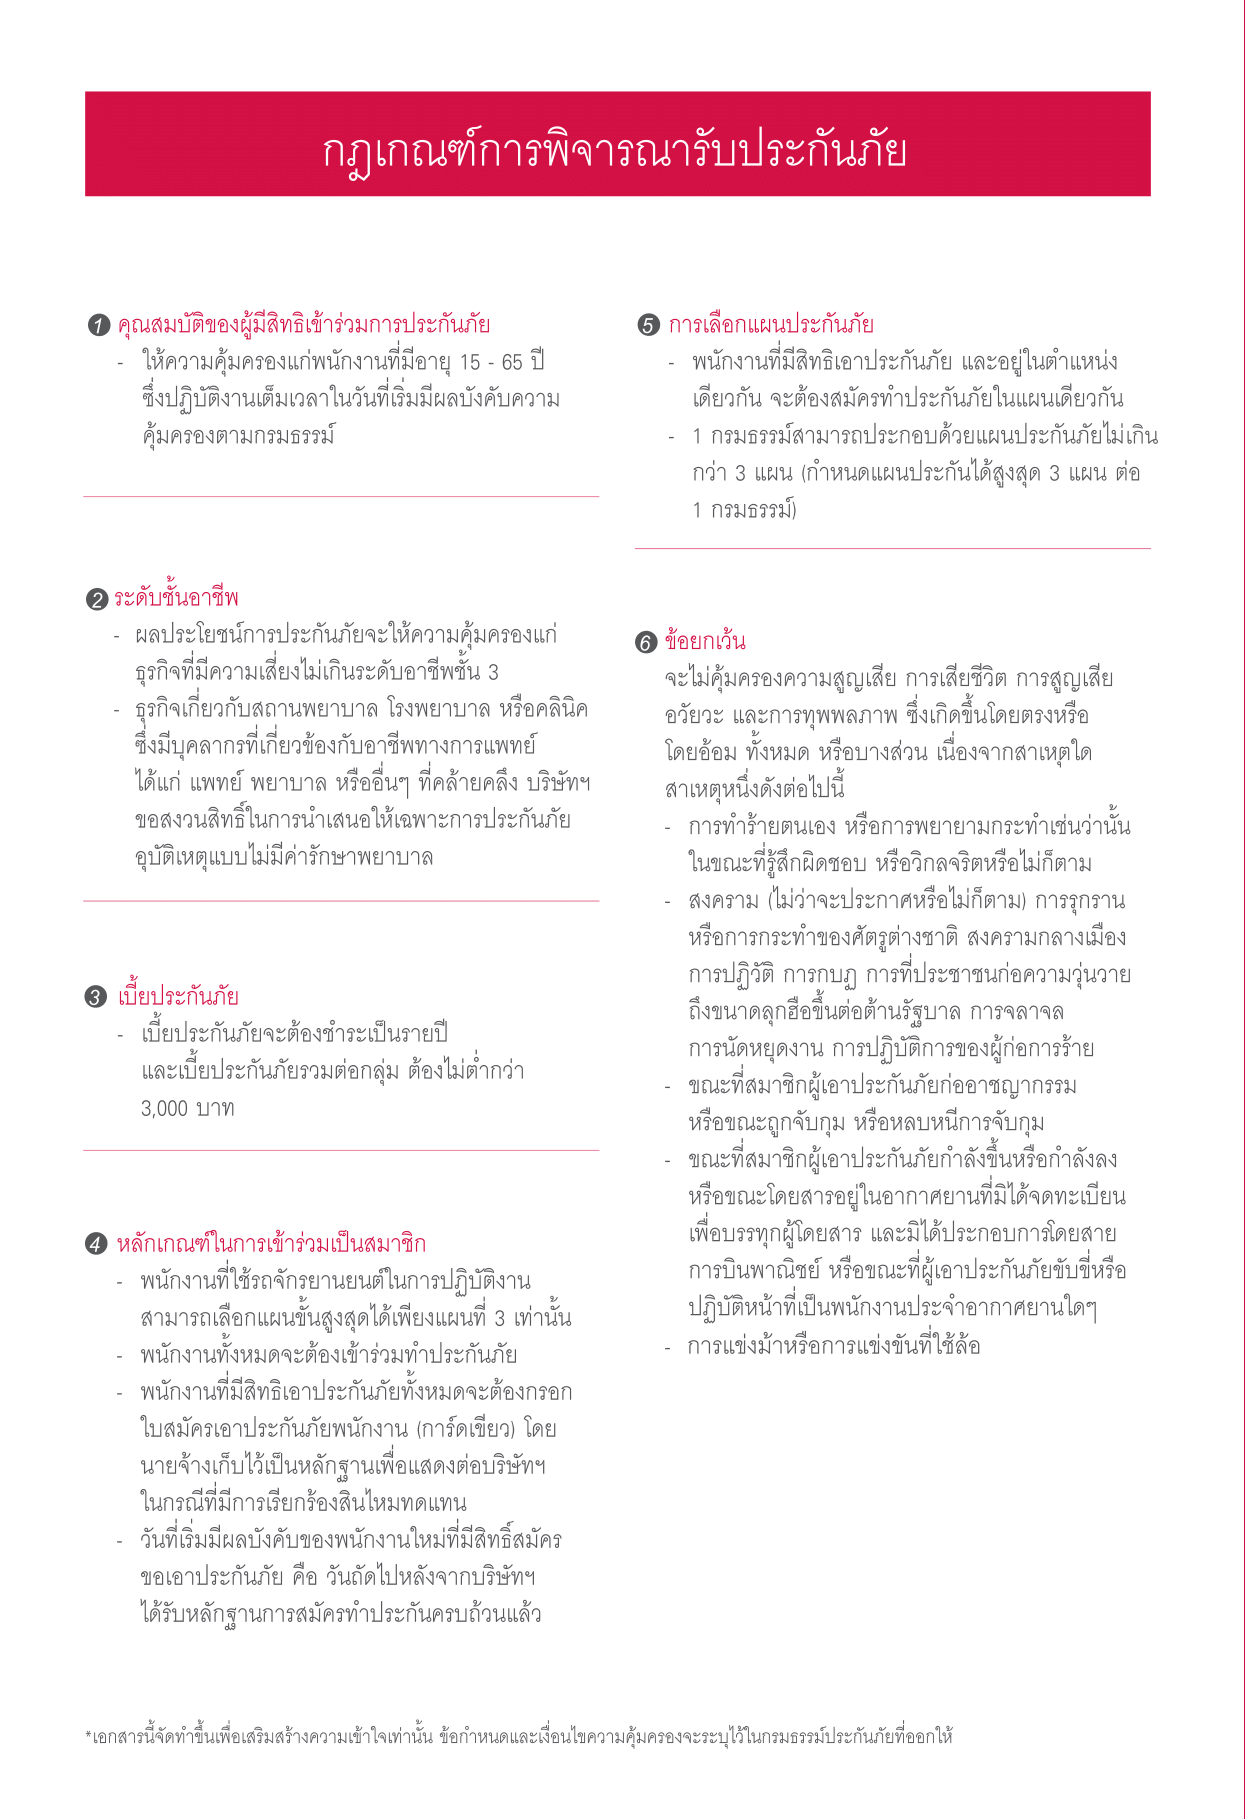 กฎเกณฑ์การพิจารณารับประกันภัย
1 คุณสมบัติของผู้มีสิทธิเข้าร่วมการประกันภัย
- ให้ความคุ้มครองแก่พนักงานที่มีอายุ 15 - 65 ปี
ซึ่งปฏิบัติงานเต็มเวลาในวันที่เริ่มมีผลบังคับความ
คุ้มครองตามกรมธรรม์
2 ระดับชั้นอาชีพ
- ผลประโยชน์การประกันภัยจะให้ความคุ้มครองแก่
ธุรกิจที่มีความเสี่ยงไม่เกินระดับอาชีพชั้น 3
- ธุรกิจเกี่ยวกับสถานพยาบาล โรงพยาบาล หรือคลินิค
ซึ่งมีบุคลากรที่เกี่ยวข้องกับอาชีพทางการแพทย์
ได้แก่ แพทย์ พยาบาล หรืออื่นๆ ที่คล้ายคลึง บริษัทฯ
ขอสงวนสิทธิ์ในการนำเสนอให้เฉพาะการประกันภัย
อุบัติเหตุแบบไม่มีค่ารักษาพยาบาล
3 เบี้ยประกันภัย
- เบี้ยประกันภัยจะต้องชำระเป็นรายปี
และเบี้ยประกันภัยรวมต่อกลุ่ม ต้องไม่ต่ำกว่า
3,000 บาท
4 หลักเกณฑ์ในการเข้าร่วมเป็นสมาชิก
- พนักงานที่ใช้รถจักรยานยนต์ในการปฏิบัติงาน
สามารถเลือกแผนขั้นสูงสุดได้เพียงแผนที่ 3 เท่านั้น
- พนักงานทั้งหมดจะต้องเข้าร่วมทำประกันภัย
- พนักงานที่มีสิทธิเอาประกันภัยทั้งหมดจะต้องกรอก
ใบสมัครเอาประกันภัยพนักงาน (การ์ดเขียว) โดย
นายจ้างเก็บไว้เป็นหลักฐานเพื่อแสดงต่อบริษัทฯ
ในกรณีที่มีการเรียกร้องสินไหมทดแทน
- วันที่เริ่มมีผลบังคับของพนักงานใหม่ที่มีสิทธิ์สมัคร
ขอเอาประกันภัย คือ วันถัดไปหลังจากบริษัทฯ
ได้รับหลักฐานการสมัครทำประกันครบถ้วนแล้ว
5 การเลือกแผนประกันภัย
- พนักงานที่มีสิทธิเอาประกันภัย และอยู่ในตำแหน่ง
เดียวกัน จะต้องสมัครทำประกันภัยในแผนเดียวกัน
- 1 กรมธรรม์สามารถประกอบด้วยแผนประกันภัยไม่เกิน
กว่า 3 แผน (กำหนดแผนประกันได้สูงสุด 3 แผน ต่อ
1 กรมธรรม์)
6 ข้อยกเว้น
จะไม่คุ้มครองความสูญเสีย การเสียชีวิต การสูญเสีย
อวัยวะ และการทุพพลภาพ ซึ่งเกิดขึ้นโดยตรงหรือ
โดยอ้อม ทั้งหมด หรือบางส่วน เนื่องจากสาเหตุใด
สาเหตุหนึ่งดังต่อไปนี้
- การทำร้ายตนเอง หรือการพยายามกระทำเช่นว่านั้น
ในขณะที่รู้สึกผิดชอบ หรือวิกลจริตหรือไม่ก็ตาม
- สงคราม (ไม่ว่าจะประกาศหรือไม่ก็ตาม) การรุกราน
หรือการกระทำของศัตรูต่างชาติ สงครามกลางเมือง
การปฏิวัติ การกบฏ การที่ประชาชนก่อความวุ่นวาย
ถึงขนาดลุกฮือขึ้นต่อต้านรัฐบาล การจลาจล
การนัดหยุดงาน การปฏิบัติการของผู้ก่อการร้าย
- ขณะที่สมาชิกผู้เอาประกันภัยก่ออาชญากรรม
หรือขณะถูกจับกุม หรือหลบหนีการจับกุม
- ขณะที่สมาชิกผู้เอาประกันภัยกำลังขึ้นหรือกำลังลง
หรือขณะโดยสารอยู่ในอากาศยานที่มิได้จดทะเบียน
เพื่อบรรทุกผู้โดยสาร และมิได้ประกอบการโดยสาย
การบินพาณิชย์ หรือขณะที่ผู้เอาประกันภัยขับขี่หรือ
ปฏิบัติหน้าที่เป็นพนักงานประจำอากาศยานใดๆ
- การแข่งม้าหรือการแข่งขันที่ใช้ล้อ
*เอกสารนี้จัดทำขึ้นเพื่อเสริมสร้างความเข้าใจเท่านั้น ข้อกำหนดและเงื่อนไขความคุ้มครองจะระบุไว้ในกรมธรรม์ประกันภัยที่ออกให้